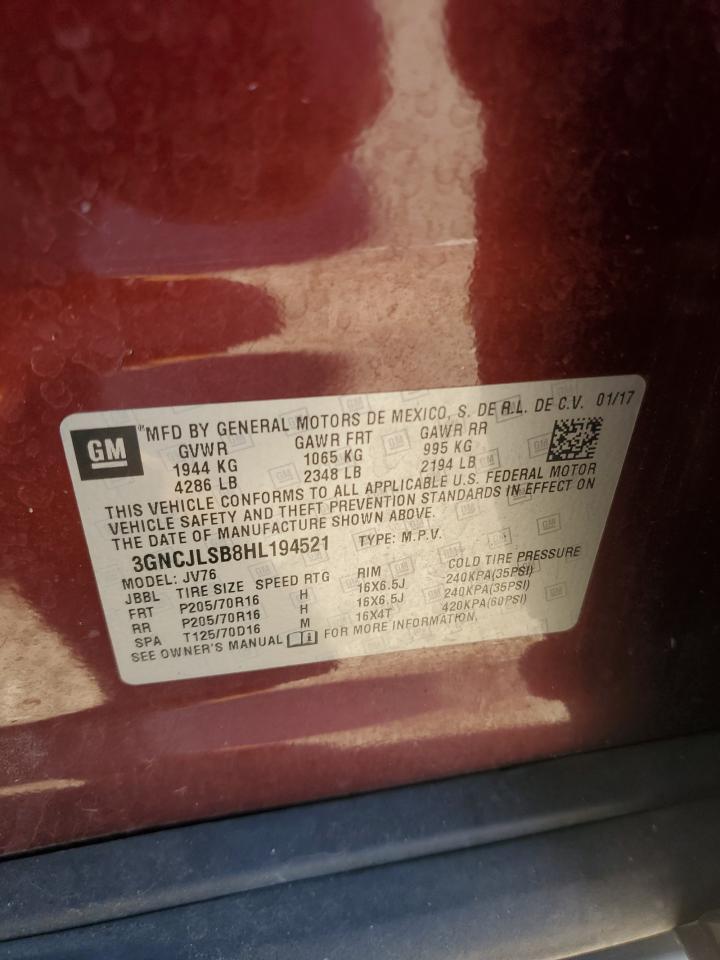 GM
®MFD BY GENERAL MOTORS DE MEXICO, S. DE R.L. DE C.V. 01/17
GVWR GAWR FRT GAWR RR
1944 KG 1065 KG 995 KG
4286 LB 2348 LB 2194 LB
THIS VEHICLE CONFORMS TO ALL APPLICABLE U.S. FEDERAL MOTOR
VEHICLE SAFETY AND THEFT PREVENTION STANDARDS IN EFFECT ON
THE DATE OF MANUFACTURE SHOWN ABOVE.
3GNCJLSB8HL194521 TYPE: M.P.V.
MODEL: JV76
JBBL TIRE SIZE SPEED RTG RIM COLD TIRE PRESSURE
FRT P205/70R16 H 16X6.5J 240KPA(35PSI)
RR P205/70R16 H 16X6.5J 240KPA(35PSI)
SPA T125/70D16 M 16X4T 420KPA(60PSI)
SEE OWNER'S MANUAL FOR MORE INFORMATION.